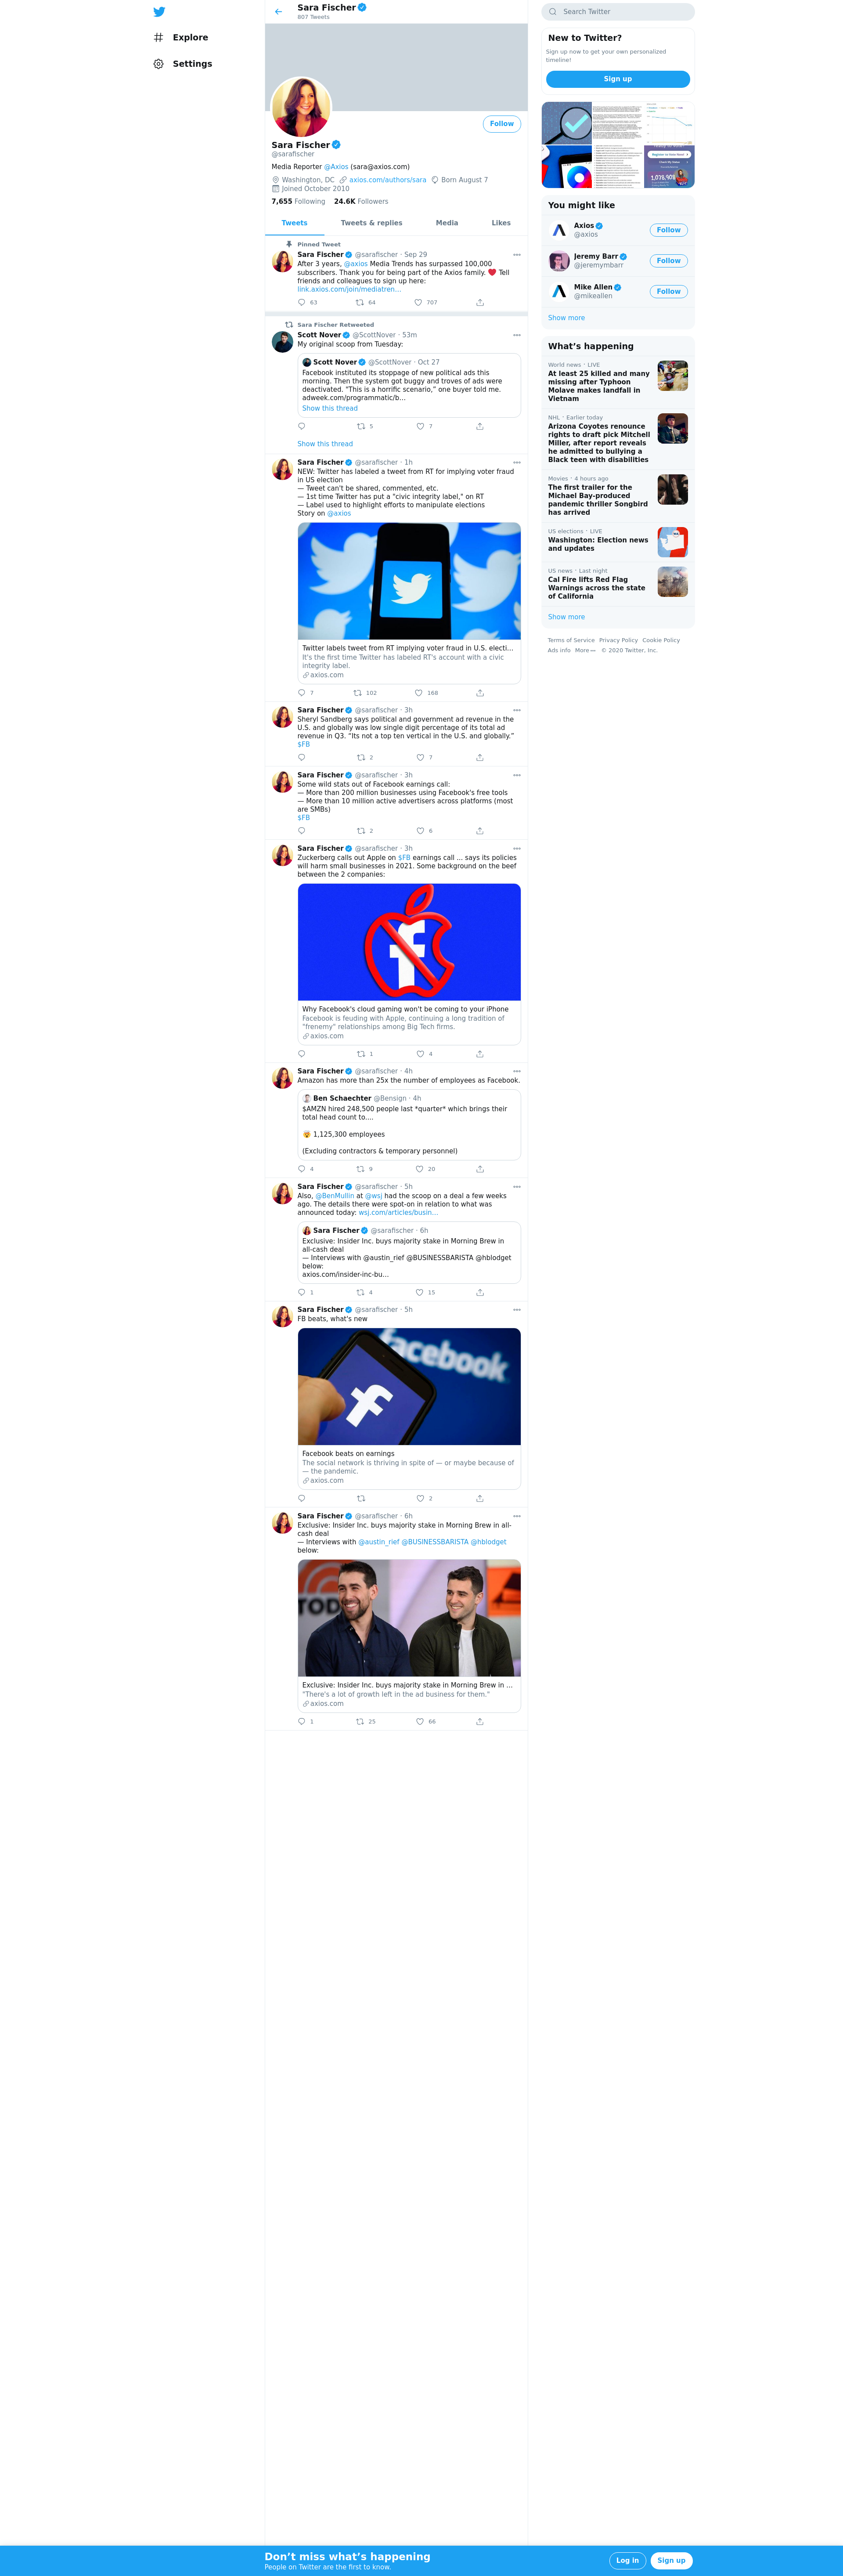 Explore
Settings
Sara Fischer
807 Tweets
Follow
Sara Fischer
@sarafischer
Media Reporter @Axios (sara@axios.com)
Washington, DC axios.com/authors/sara Born August 7
Joined October 2010
7,655 Following 24.6K Followers
Tweets Tweets & replies Media Likes
Pinned Tweet
Sara Fischer @sarafischer · Sep 29
After 3 years, @axios Media Trends has surpassed 100,000
subscribers. Thank you for being part of the Axios family. ❤️ Tell
friends and colleagues to sign up here:
link.axios.com/join/mediatren…
63 64 707
Sara Fischer Retweeted
Scott Nover @ScottNover · 53m
My original scoop from Tuesday:
Scott Nover @ScottNover · Oct 27
Facebook instituted its stoppage of new political ads this
morning. Then the system got buggy and troves of ads were
deactivated. "This is a horrific scenario,” one buyer told me.
adweek.com/programmatic/b…
Show this thread
5 7
Show this thread
Sara Fischer @sarafischer · 1h
NEW: Twitter has labeled a tweet from RT for implying voter fraud
in US election
— Tweet can't be shared, commented, etc.
— 1st time Twitter has put a "civic integrity label," on RT
— Label used to highlight efforts to manipulate elections
Story on @axios
Twitter labels tweet from RT implying voter fraud in U.S. electi…
It's the first time Twitter has labeled RT's account with a civic
integrity label.
axios.com
7 102 168
Sara Fischer @sarafischer · 3h
Sheryl Sandberg says political and government ad revenue in the
U.S. and globally was low single digit percentage of its total ad
revenue in Q3. “Its not a top ten vertical in the U.S. and globally.”
$FB
2 7
Sara Fischer @sarafischer · 3h
Some wild stats out of Facebook earnings call:
— More than 200 million businesses using Facebook's free tools
— More than 10 million active advertisers across platforms (most
are SMBs)
$FB
2 6
Sara Fischer @sarafischer · 3h
Zuckerberg calls out Apple on $FB earnings call ... says its policies
will harm small businesses in 2021. Some background on the beef
between the 2 companies:
Why Facebook's cloud gaming won't be coming to your iPhone
Facebook is feuding with Apple, continuing a long tradition of
"frenemy" relationships among Big Tech firms.
axios.com
1 4
Sara Fischer @sarafischer · 4h
Amazon has more than 25x the number of employees as Facebook.
Ben Schaechter @Bensign · 4h
$AMZN hired 248,500 people last *quarter* which brings their
total head count to....
🤯 1,125,300 employees
(Excluding contractors & temporary personnel)
4 9 20
Sara Fischer @sarafischer · 5h
Also, @BenMullin at @wsj had the scoop on a deal a few weeks
ago. The details there were spot-on in relation to what was
announced today: wsj.com/articles/busin…
Sara Fischer @sarafischer · 6h
Exclusive: Insider Inc. buys majority stake in Morning Brew in
all-cash deal
— Interviews with @austin_rief @BUSINESSBARISTA @hblodget
below:
axios.com/insider-inc-bu…
1 4 15
Sara Fischer @sarafischer · 5h
FB beats, what's new
facebook
Facebook beats on earnings
The social network is thriving in spite of — or maybe because of
— the pandemic.
axios.com
2
Sara Fischer @sarafischer · 6h
Exclusive: Insider Inc. buys majority stake in Morning Brew in all-
cash deal
— Interviews with @austin_rief @BUSINESSBARISTA @hblodget
below:
Exclusive: Insider Inc. buys majority stake in Morning Brew in …
"There's a lot of growth left in the ad business for them."
axios.com
1 25 66
Search Twitter
New to Twitter?
Sign up now to get your own personalized
timeline!
Sign up
You might like
Axios
@axios
Follow
Jeremy Barr
@jeremymbarr
Follow
Mike Allen
@mikeallen
Follow
Show more
What’s happening
World news · LIVE
At least 25 killed and many
missing after Typhoon
Molave makes landfall in
Vietnam
NHL · Earlier today
Arizona Coyotes renounce
rights to draft pick Mitchell
Miller, after report reveals
he admitted to bullying a
Black teen with disabilities
Movies · 4 hours ago
The first trailer for the
Michael Bay-produced
pandemic thriller Songbird
has arrived
US elections · LIVE
Washington: Election news
and updates
US news · Last night
Cal Fire lifts Red Flag
Warnings across the state
of California
Show more
Terms of Service Privacy Policy Cookie Policy
Ads info More © 2020 Twitter, Inc.
Don’t miss what’s happening
People on Twitter are the first to know.
Log in Sign up